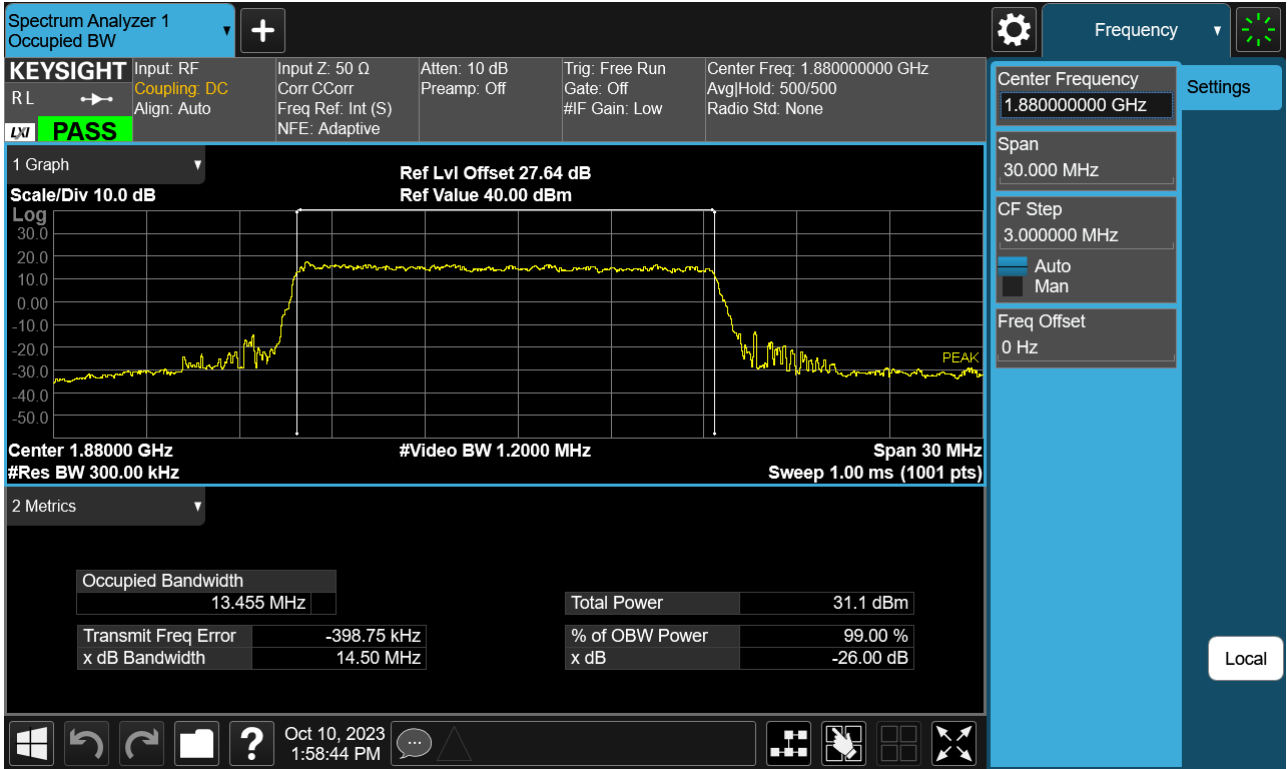 Spectrum Analyzer 1
Occupied BW
▼
+
Frequency
▼
KEYSIGHT
R L
LXI
PASS
Input: RF
Coupling: DC
Align: Auto
Input Z: 50 Ω
Corr CCorr
Freq Ref: Int (S)
NFE: Adaptive
Atten: 10 dB
Preamp: Off
Trig: Free Run
Gate: Off
#IF Gain: Low
Center Freq: 1.880000000 GHz
Avg|Hold: 500/500
Radio Std: None
Center Frequency
1.880000000 GHz
Settings
Span
30.000 MHz
CF Step
3.000000 MHz
Auto
Man
Freq Offset
0 Hz
Local
1 Graph ▼
Scale/Div 10.0 dB
Ref Lvl Offset 27.64 dB
Ref Value 40.00 dBm
Log
30.0
20.0
10.0
0.00
-10.0
-20.0
-30.0
-40.0
-50.0
PEAK
Center 1.88000 GHz
#Video BW 1.2000 MHz
Span 30 MHz
#Res BW 300.00 kHz
Sweep 1.00 ms (1001 pts)
2 Metrics ▼
Occupied Bandwidth
13.455 MHz
Total Power 31.1 dBm
Transmit Freq Error -398.75 kHz
% of OBW Power 99.00 %
x dB Bandwidth 14.50 MHz
x dB -26.00 dB
?
Oct 10, 2023
1:58:44 PM